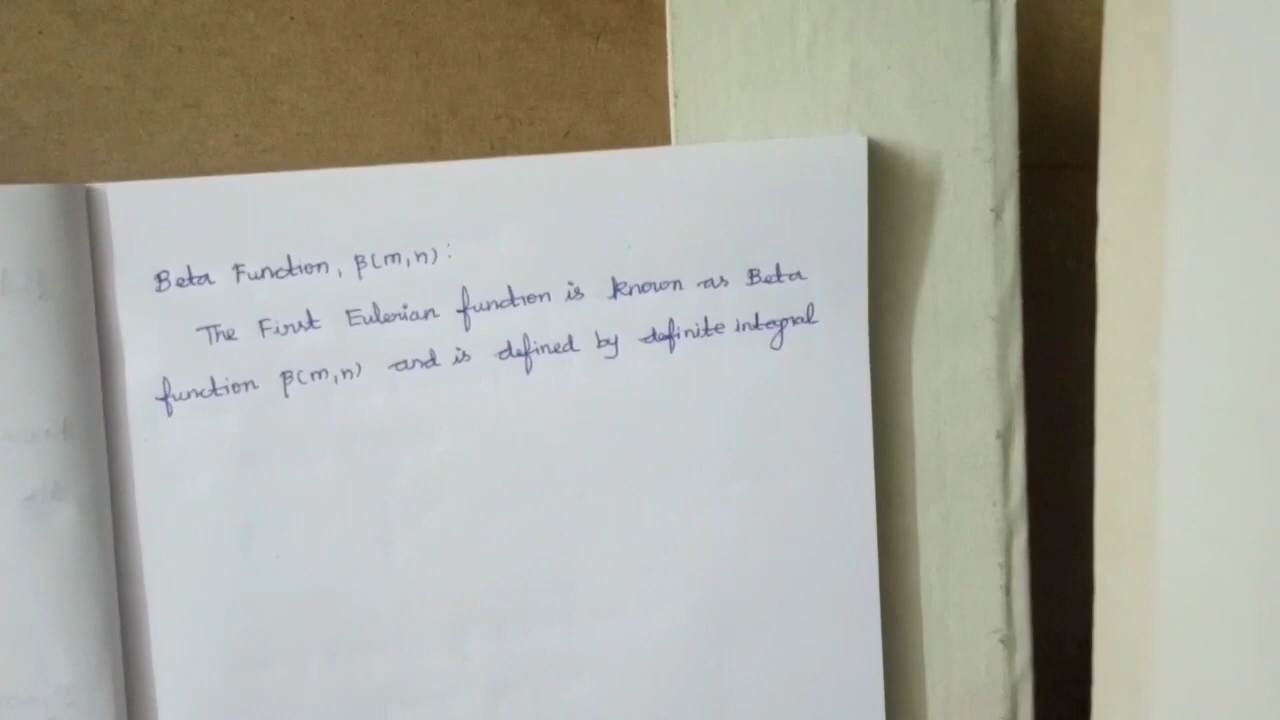 Beta Function, β(m,n):
The First Eulerian function is known as Beta
function β(m,n) and is defined by definite integral